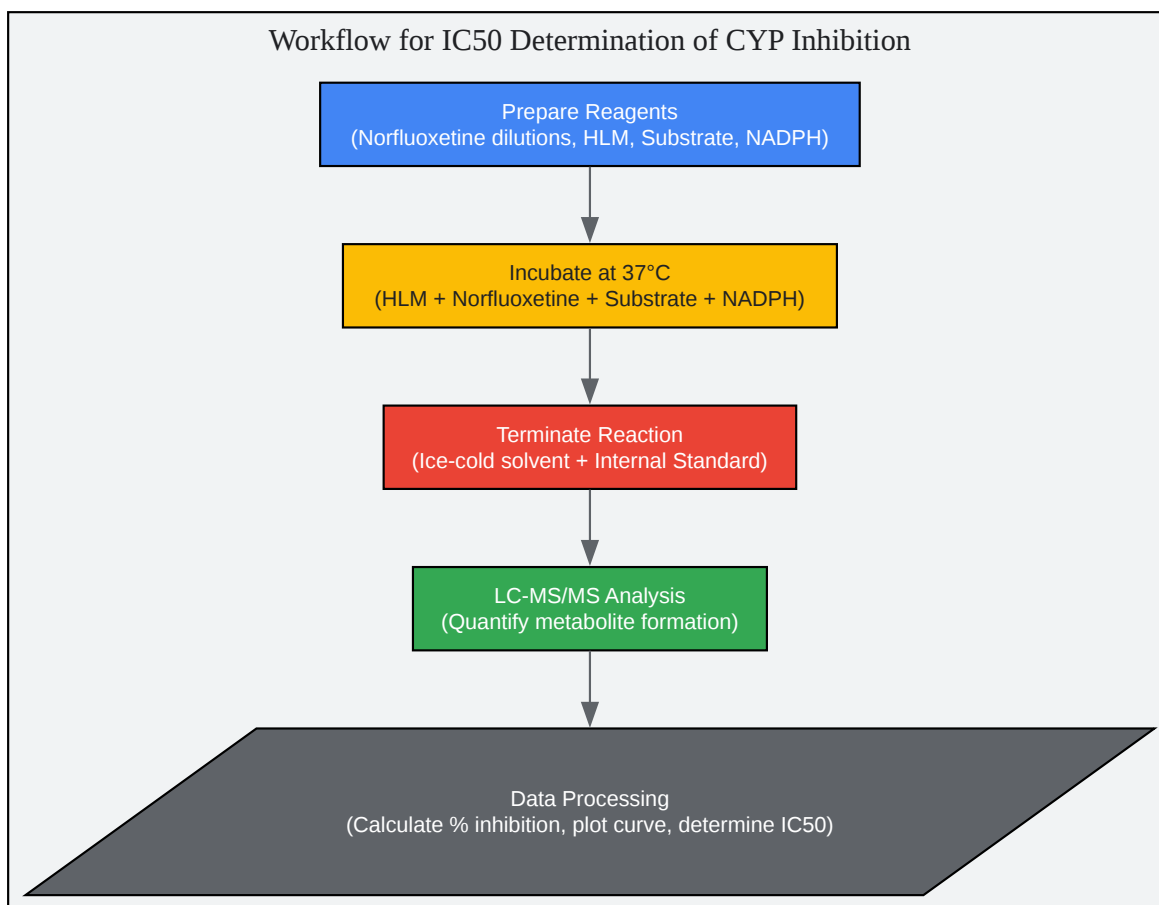 Workflow for IC50 Determination of CYP Inhibition
Prepare Reagents
(Norfluoxetine dilutions, HLM, Substrate, NADPH)
Incubate at 37°C
(HLM + Norfluoxetine + Substrate + NADPH)
Terminate Reaction
(Ice-cold solvent + Internal Standard)
LC-MS/MS Analysis
(Quantify metabolite formation)
Data Processing
(Calculate % inhibition, plot curve, determine IC50)